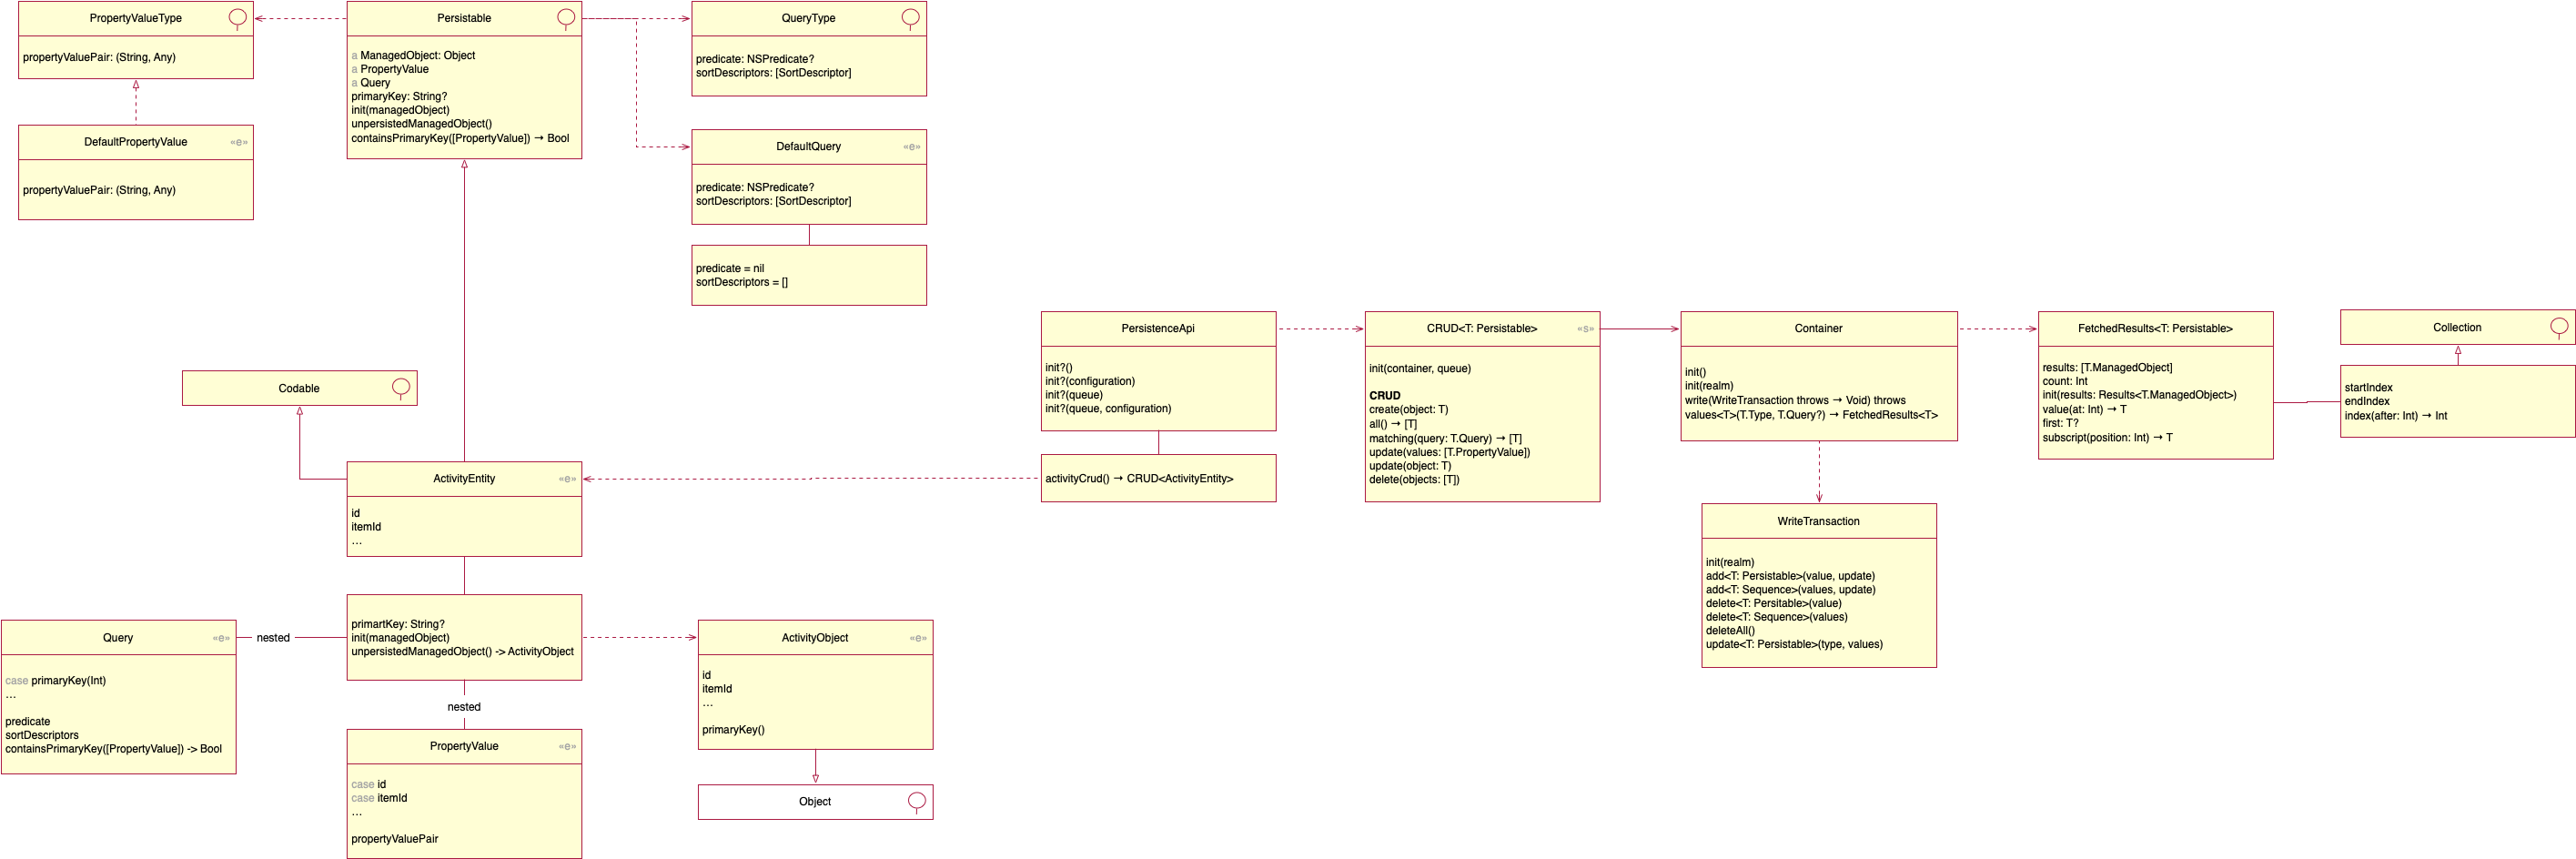 PropertyValueType
propertyValuePair: (String, Any)
DefaultPropertyValue
«e»
propertyValuePair: (String, Any)
Persistable
a ManagedObject: Object
a PropertyValue
a Query
primaryKey: String?
init(managedObject)
unpersistedManagedObject()
containsPrimaryKey([PropertyValue]) → Bool
QueryType
predicate: NSPredicate?
sortDescriptors: [SortDescriptor]
DefaultQuery
«e»
predicate: NSPredicate?
sortDescriptors: [SortDescriptor]
predicate = nil
sortDescriptors = []
Codable
ActivityEntity
«e»
id
itemId
...
primartKey: String?
init(managedObject)
unpersistedManagedObject() -> ActivityObject
nested
Query
«e»
case primaryKey(Int)
...
predicate
sortDescriptors
containsPrimaryKey([PropertyValue]) -> Bool
nested
PropertyValue
«e»
case id
case itemId
...
propertyValuePair
ActivityObject
«e»
id
itemId
...
primaryKey()
Object
PersistenceApi
init?()
init?(configuration)
init?(queue)
init?(queue, configuration)
activityCrud() → CRUD<ActivityEntity>
CRUD<T: Persistable>
«s»
init(container, queue)
CRUD
create(object: T)
all() → [T]
matching(query: T.Query) → [T]
update(values: [T.PropertyValue])
update(object: T)
delete(objects: [T])
Container
init()
init(realm)
write(WriteTransaction throws → Void) throws
values<T>(T.Type, T.Query?) → FetchedResults<T>
WriteTransaction
init(realm)
add<T: Persistable>(value, update)
add<T: Sequence>(values, update)
delete<T: Persitable>(value)
delete<T: Sequence>(values)
deleteAll()
update<T: Persistable>(type, values)
FetchedResults<T: Persistable>
results: [T.ManagedObject]
count: Int
init(results: Results<T.ManagedObject>)
value(at: Int) → T
first: T?
subscript(position: Int) → T
Collection
startIndex
endIndex
index(after: Int) → Int